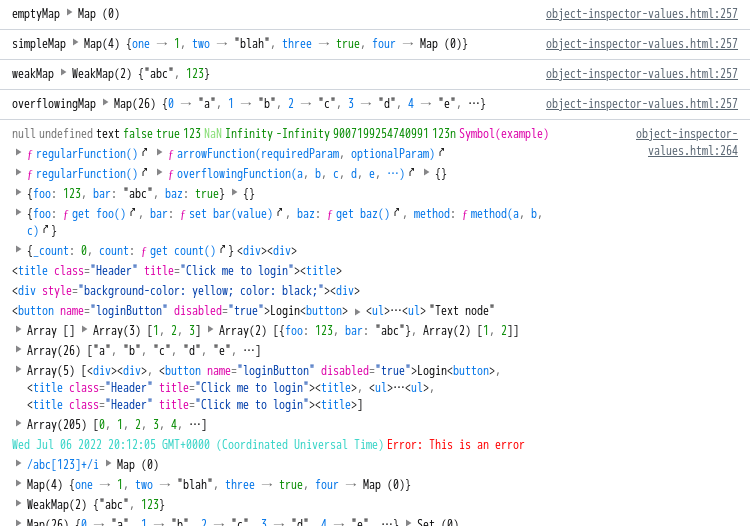 emptyMap ▶ Map (0) object-inspector-values.html:257
simpleMap ▶ Map(4) {one → 1, two → "blah", three → true, four → Map (0)} object-inspector-values.html:257
weakMap ▶ WeakMap(2) {"abc", 123} object-inspector-values.html:257
overflowingMap ▶ Map(26) {0 → "a", 1 → "b", 2 → "c", 3 → "d", 4 → "e", …} object-inspector-values.html:257
null undefined text false true 123 NaN Infinity -Infinity 9007199254740991 123n Symbol(example) object-inspector-
values.html:264
▶ ƒ regularFunction() ▶ ƒ arrowFunction(requiredParam, optionalParam)
▶ ƒ regularFunction() ▶ ƒ overflowingFunction(a, b, c, d, e, …) ▶ {}
▶ {foo: 123, bar: "abc", baz: true} ▶ {}
▶ {foo: ƒ get foo(), bar: ƒ set bar(value), baz: ƒ get baz(), method: ƒ method(a, b,
c)}
▶ {_count: 0, count: ƒ get count()} <div><div>
<title class="Header" title="Click me to login"><title>
<div style="background-color: yellow; color: black;"><div>
<button name="loginButton" disabled="true">Login<button> ▶ <ul>…<ul> "Text node"
▶ Array [] ▶ Array(3) [1, 2, 3] ▶ Array(2) [{foo: 123, bar: "abc"}, Array(2) [1, 2]]
▶ Array(26) ["a", "b", "c", "d", "e", …]
▶ Array(5) [<div><div>, <button name="loginButton" disabled="true">Login<button>,
<title class="Header" title="Click me to login"><title>, <ul>…<ul>,
<title class="Header" title="Click me to login"><title>]
▶ Array(205) [0, 1, 2, 3, 4, …]
Wed Jul 06 2022 20:12:05 GMT+0000 (Coordinated Universal Time) Error: This is an error
▶ /abc[123]+/i ▶ Map (0)
▶ Map(4) {one → 1, two → "blah", three → true, four → Map (0)}
▶ WeakMap(2) {"abc", 123}
▶ Map(26) {0 → "a", 1 → "b", 2 → "c", 3 → "d", 4 → "e", …} ▶ Set (0)